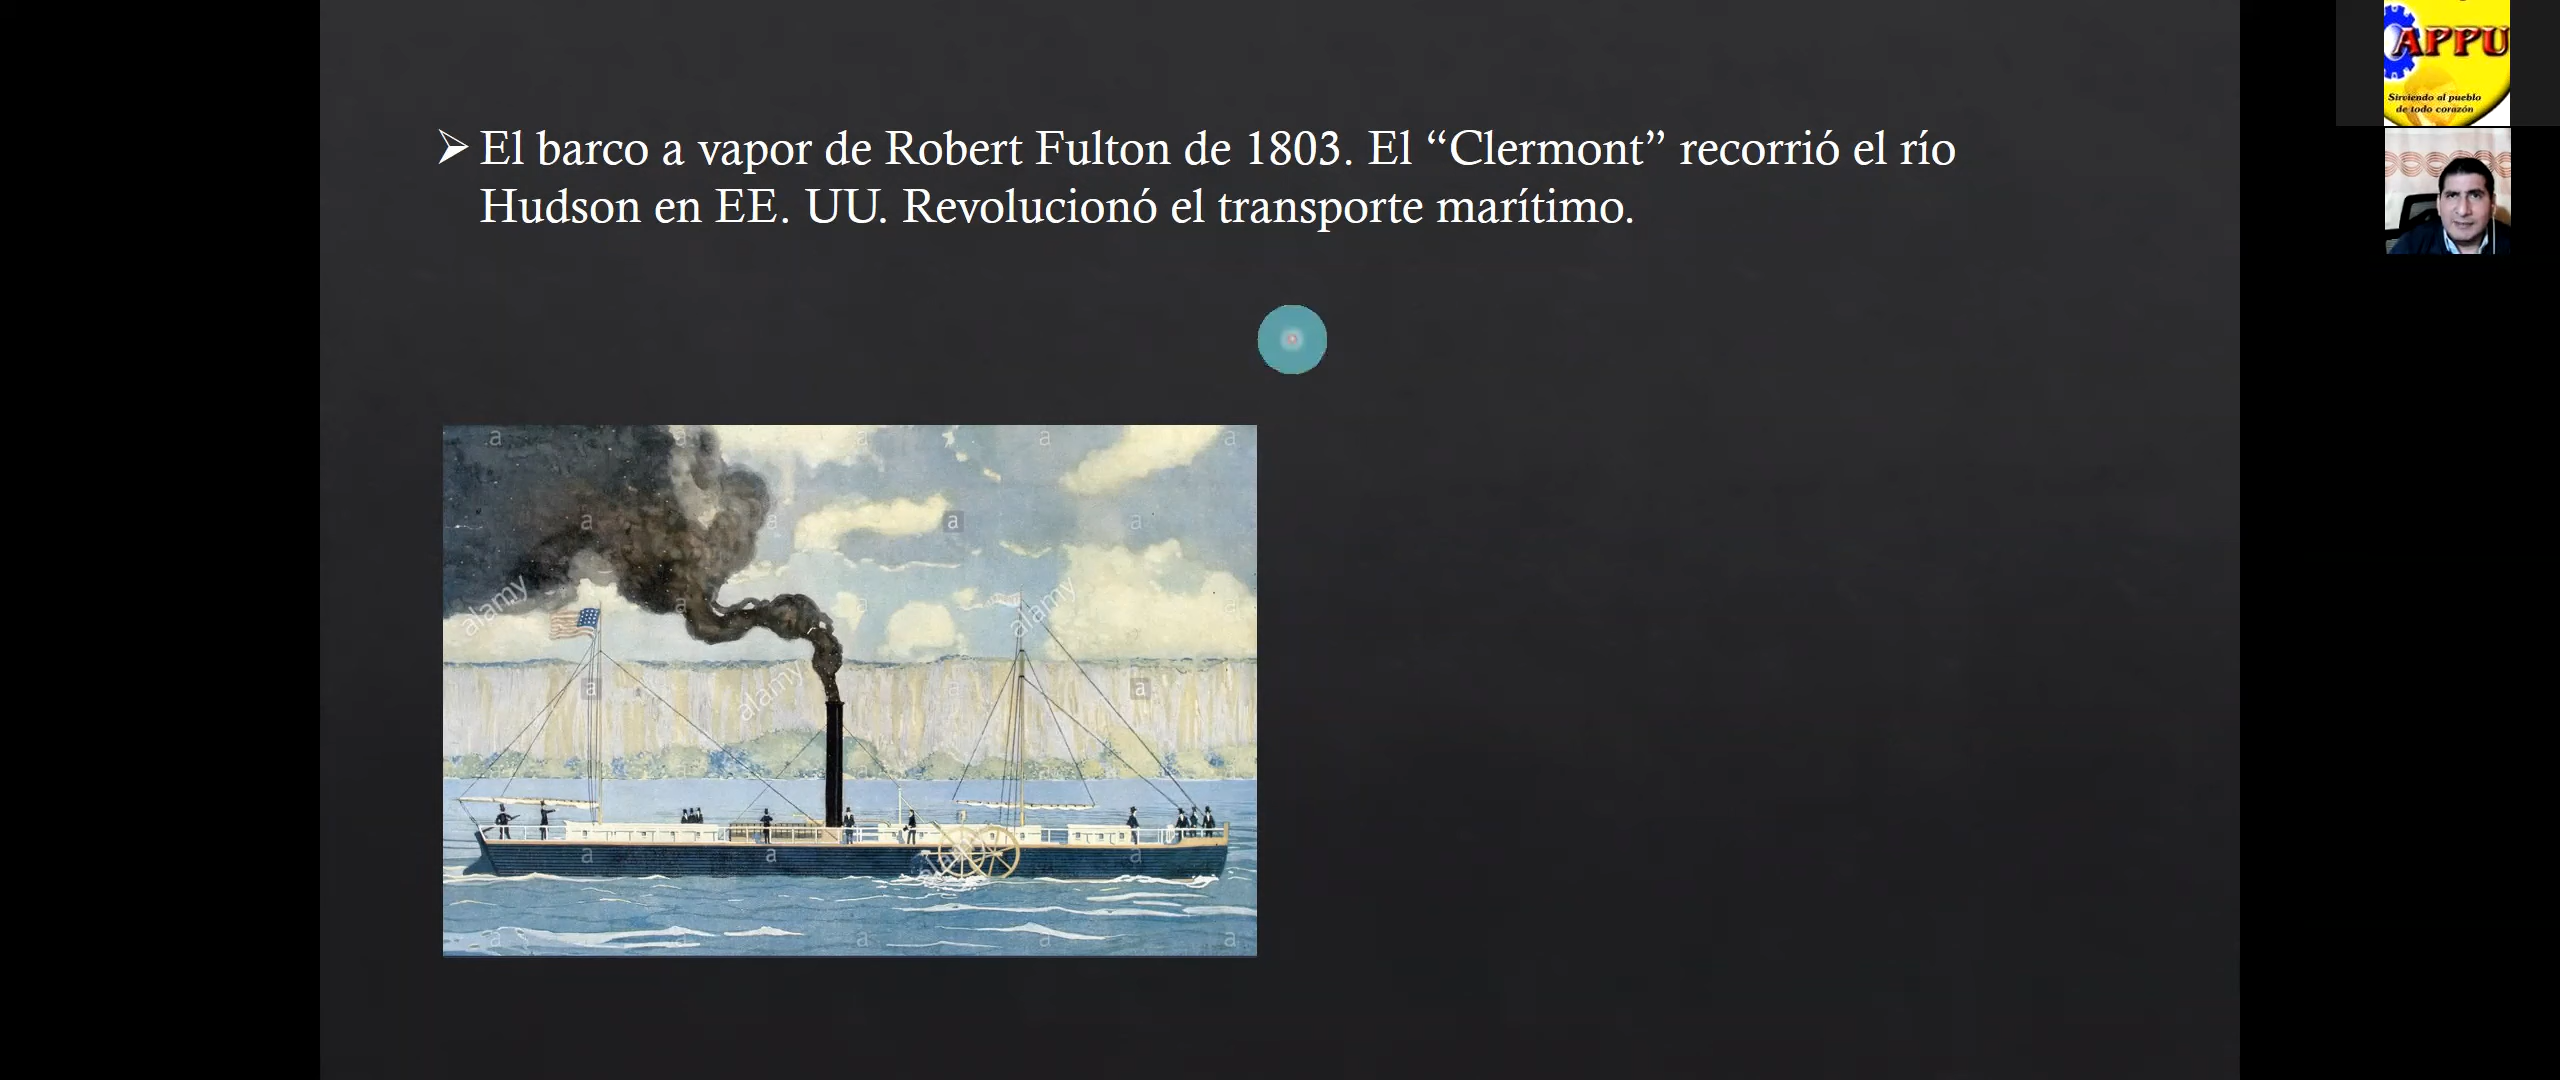 El barco a vapor de Robert Fulton de 1803. El “Clermont” recorrió el río
Hudson en EE. UU. Revolucionó el transporte marítimo.
APPU
Sirviendo al pueblo
de todo corazón
alamy
alamy
alamy
alamy